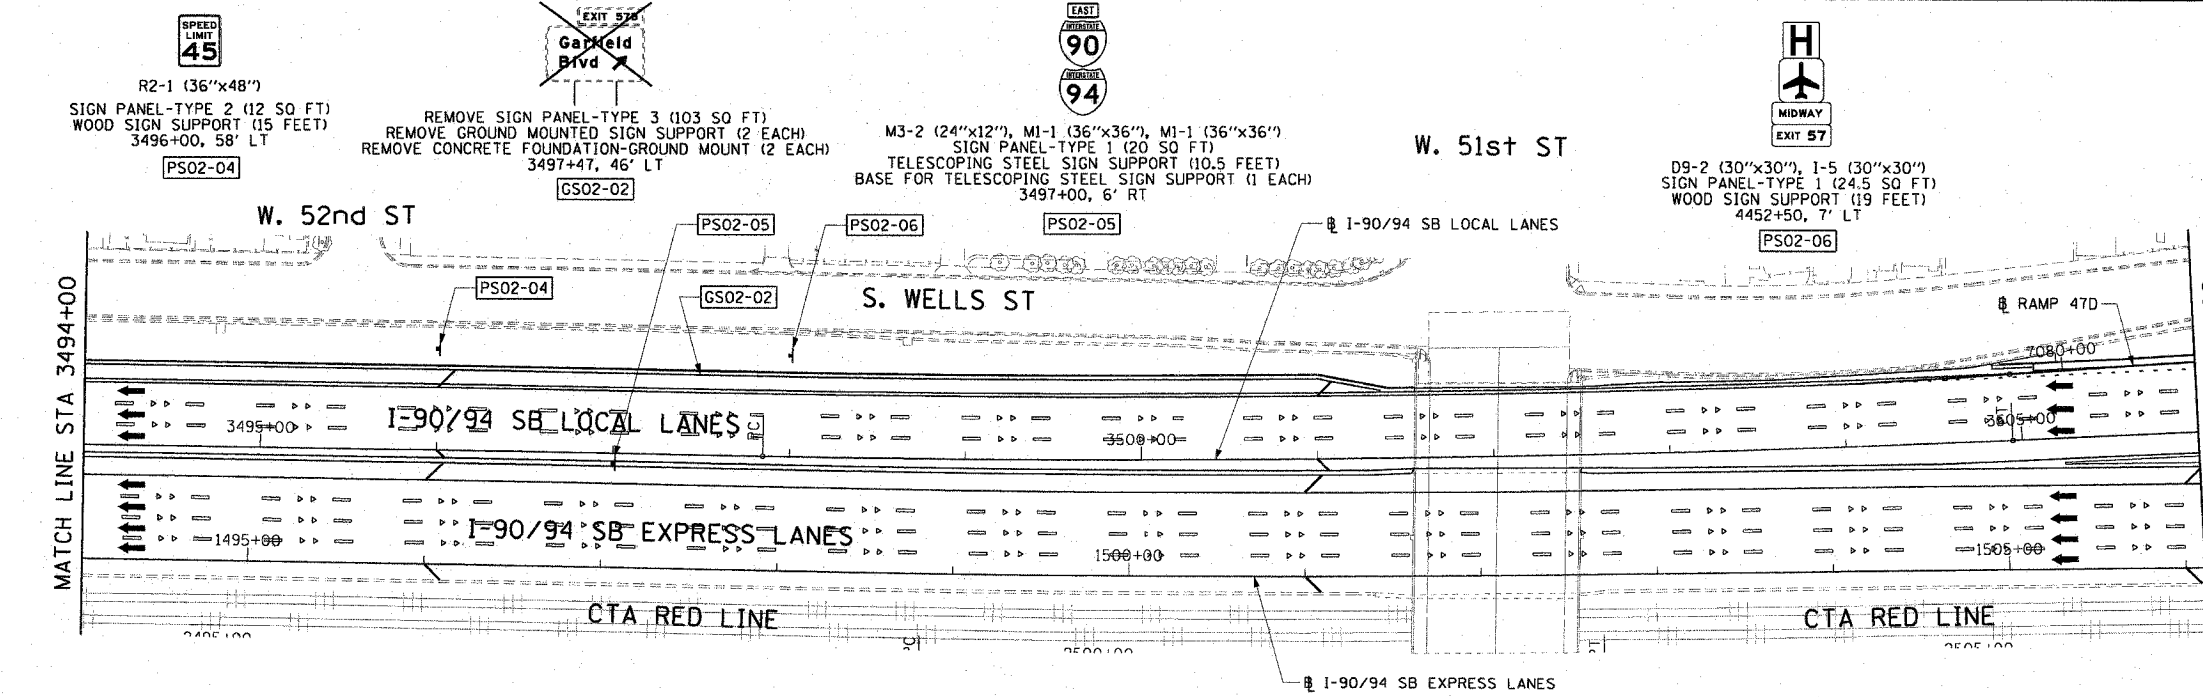 SPEED
LIMIT
45
R2-1 (36"x48")
SIGN PANEL-TYPE 2 (12 SQ FT)
WOOD SIGN SUPPORT (15 FEET)
3496+00, 58' LT
PS02-04
EXIT 57B
Garfield
Blvd
REMOVE SIGN PANEL-TYPE 3 (103 SQ FT)
REMOVE GROUND MOUNTED SIGN SUPPORT (2 EACH)
REMOVE CONCRETE FOUNDATION-GROUND MOUNT (2 EACH)
3497+47, 46' LT
GS02-02
EAST
INTERSTATE
90
INTERSTATE
94
M3-2 (24"x12"), M1-1 (36"x36"), M1-1 (36"x36")
SIGN PANEL-TYPE 1 (20 SQ FT)
TELESCOPING STEEL SIGN SUPPORT (10.5 FEET)
BASE FOR TELESCOPING STEEL SIGN SUPPORT (1 EACH)
3497+00, 6' RT
PS02-05
H
MIDWAY
EXIT 57
D9-2 (30"x30"), I-5 (30"x30")
SIGN PANEL-TYPE 1 (24.5 SQ FT)
WOOD SIGN SUPPORT (19 FEET)
4452+50, 7' LT
PS02-06
W. 51st ST
W. 52nd ST
PS02-05
PS02-06
℄ I-90/94 SB LOCAL LANES
PS02-04
GS02-02
S. WELLS ST
℄ RAMP 47D
MATCH LINE STA 3494+00
7080+00
I-90/94 SB LOCAL LANES
3495+00
3500+00
3505+00
I-90/94 SB EXPRESS LANES
1495+00
1500+00
1505+00
CTA RED LINE
CTA RED LINE
2495+00
2500+00
2505+00
℄ I-90/94 SB EXPRESS LANES